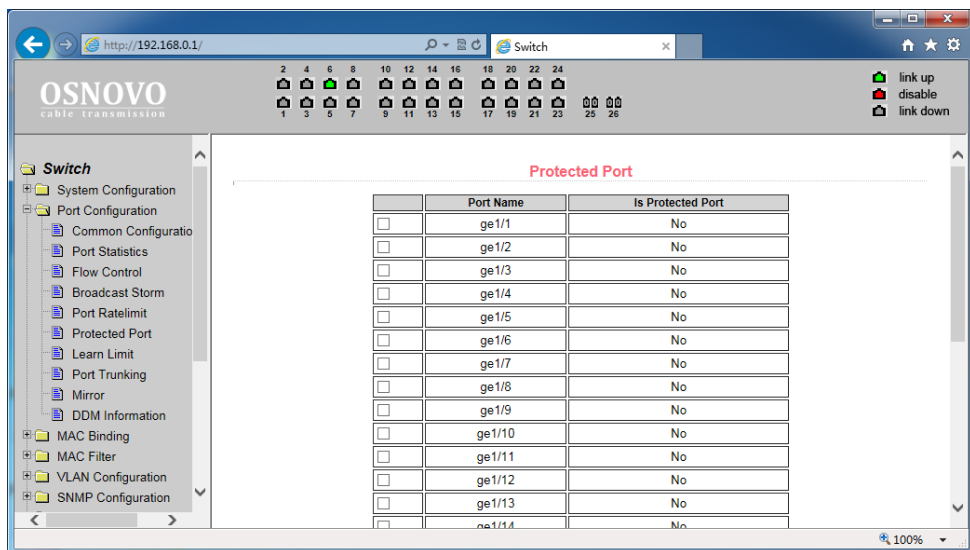 http://192.168.0.1/
Switch
OSNOVO
cable transmission
2 4 6 8 10 12 14 16 18 20 22 24
1 3 5 7 9 11 13 15 17 19 21 23 25 26
link up
disable
link down
Switch
System Configuration
Port Configuration
Common Configuratio
Port Statistics
Flow Control
Broadcast Storm
Port Ratelimit
Protected Port
Learn Limit
Port Trunking
Mirror
DDM Information
MAC Binding
MAC Filter
VLAN Configuration
SNMP Configuration
Protected Port
Port Name Is Protected Port
ge1/1 No
ge1/2 No
ge1/3 No
ge1/4 No
ge1/5 No
ge1/6 No
ge1/7 No
ge1/8 No
ge1/9 No
ge1/10 No
ge1/11 No
ge1/12 No
ge1/13 No
ge1/14 No
100%